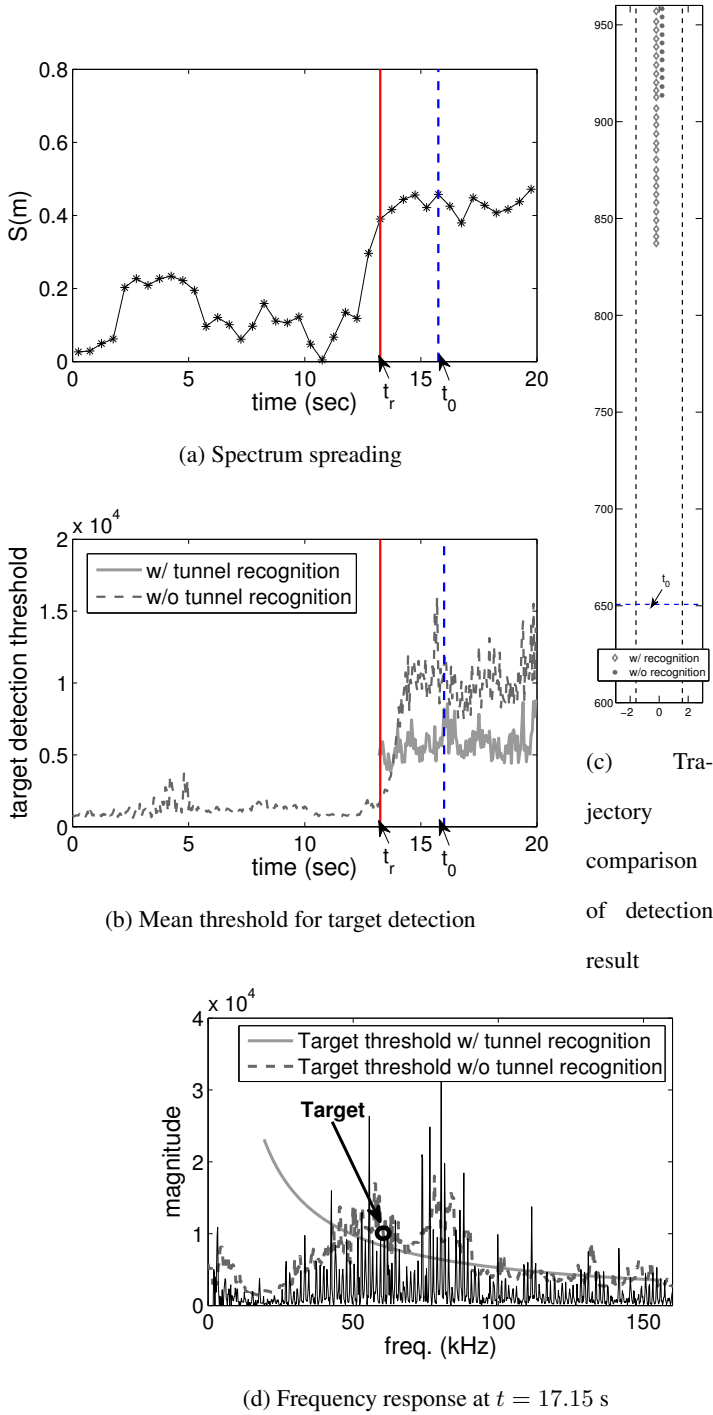 0.8
0.6
0.4
0.2
0
S(m)
0 5 10 15 20
time (sec)
t_r
t_0
(a) Spectrum spreading
x 10^4
2
1.5
1
0.5
0
target detection threshold
w/ tunnel recognition
w/o tunnel recognition
0 5 10 15 20
time (sec)
t_r
t_0
(b) Mean threshold for target detection
950
900
850
800
750
700
650
600
t_0
w/ recognition
w/o recognition
−2 0 2
(c) Tra-
jectory
comparison
of detection
result
x 10^4
4
3
2
1
0
magnitude
Target threshold w/ tunnel recognition
Target threshold w/o tunnel recognition
Target
0 50 100 150
freq. (kHz)
(d) Frequency response at t = 17.15 s